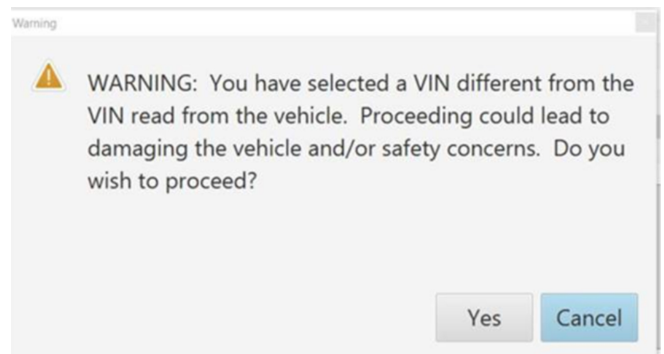 Warning
WARNING: You have selected a VIN different from the
VIN read from the vehicle. Proceeding could lead to
damaging the vehicle and/or safety concerns. Do you
wish to proceed?
Yes
Cancel